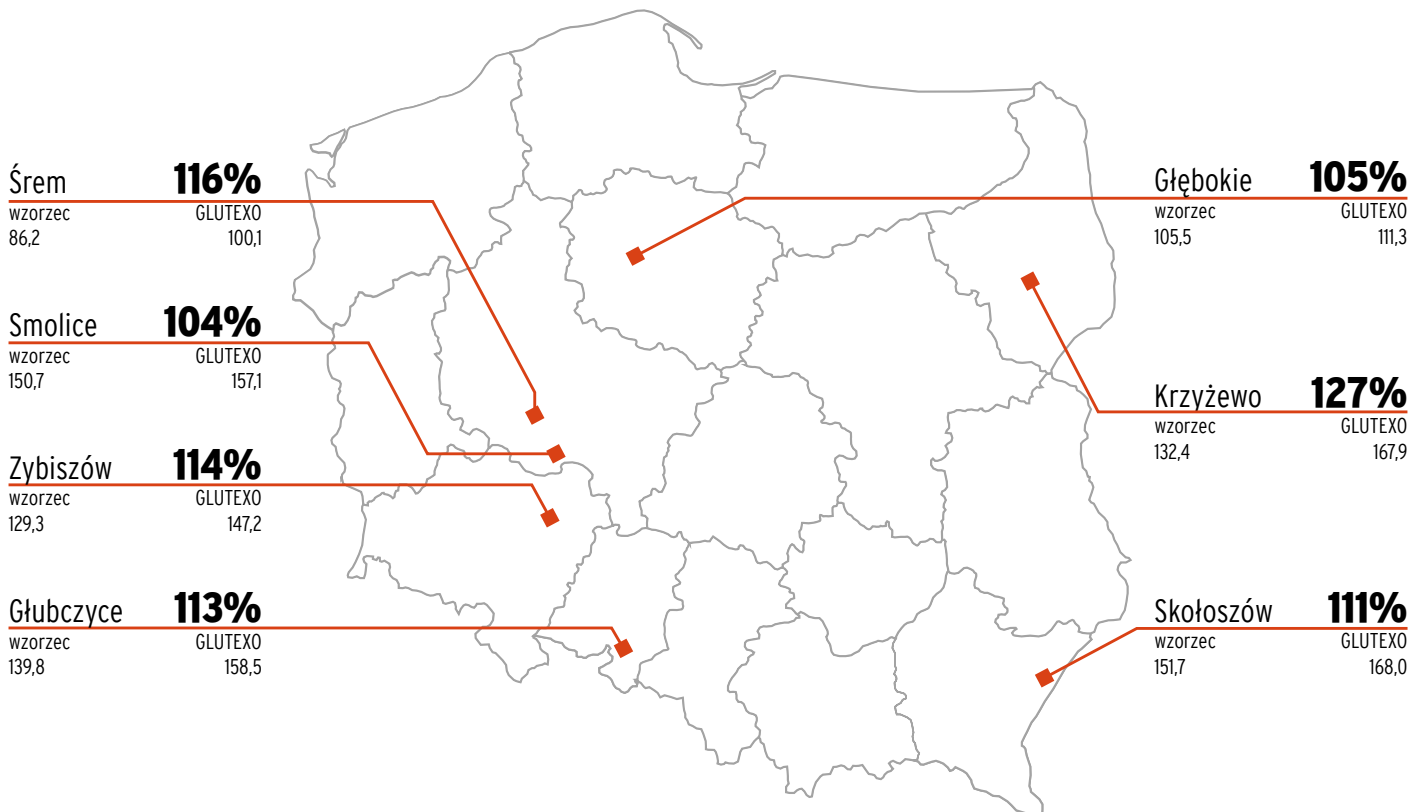 Śrem 116%
wzorzec GLUTEXO
86,2 100,1
Smolice 104%
wzorzec GLUTEXO
150,7 157,1
Zybiszów 114%
wzorzec GLUTEXO
129,3 147,2
Głubczyce 113%
wzorzec GLUTEXO
139,8 158,5
Głębokie 105%
wzorzec GLUTEXO
105,5 111,3
Krzyżewo 127%
wzorzec GLUTEXO
132,4 167,9
Skołoszów 111%
wzorzec GLUTEXO
151,7 168,0